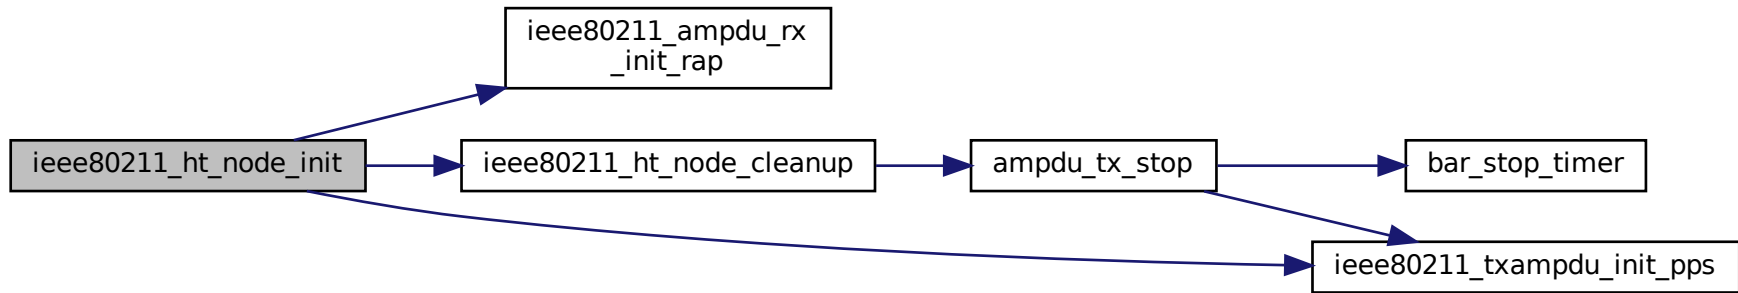 ieee80211_ampdu_rx
_init_rap
ieee80211_ht_node_init
ieee80211_ht_node_cleanup
ampdu_tx_stop
bar_stop_timer
ieee80211_txampdu_init_pps